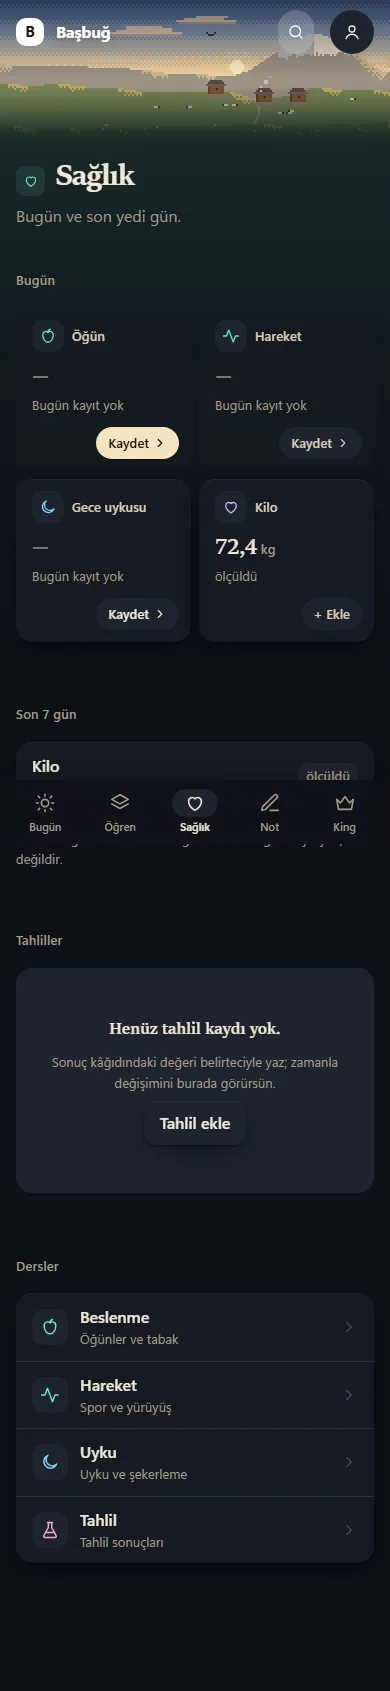 B Başbuğ
Sağlık
Bugün ve son yedi gün.
Bugün
Öğün
—
Bugün kayıt yok
Kaydet
Hareket
—
Bugün kayıt yok
Kaydet
Gece uykusu
—
Bugün kayıt yok
Kaydet
Kilo
72,4 kg
ölçüldü
+ Ekle
Son 7 gün
Kilo
ölçüldü
Bugün
Öğren
Sağlık
Not
King
değildir.
Tahliller
Henüz tahlil kaydı yok.
Sonuç kâğıdındaki değeri belirteciyle yaz; zamanla
değişimini burada görürsün.
Tahlil ekle
Dersler
Beslenme
Öğünler ve tabak
Hareket
Spor ve yürüyüş
Uyku
Uyku ve şekerleme
Tahlil
Tahlil sonuçları